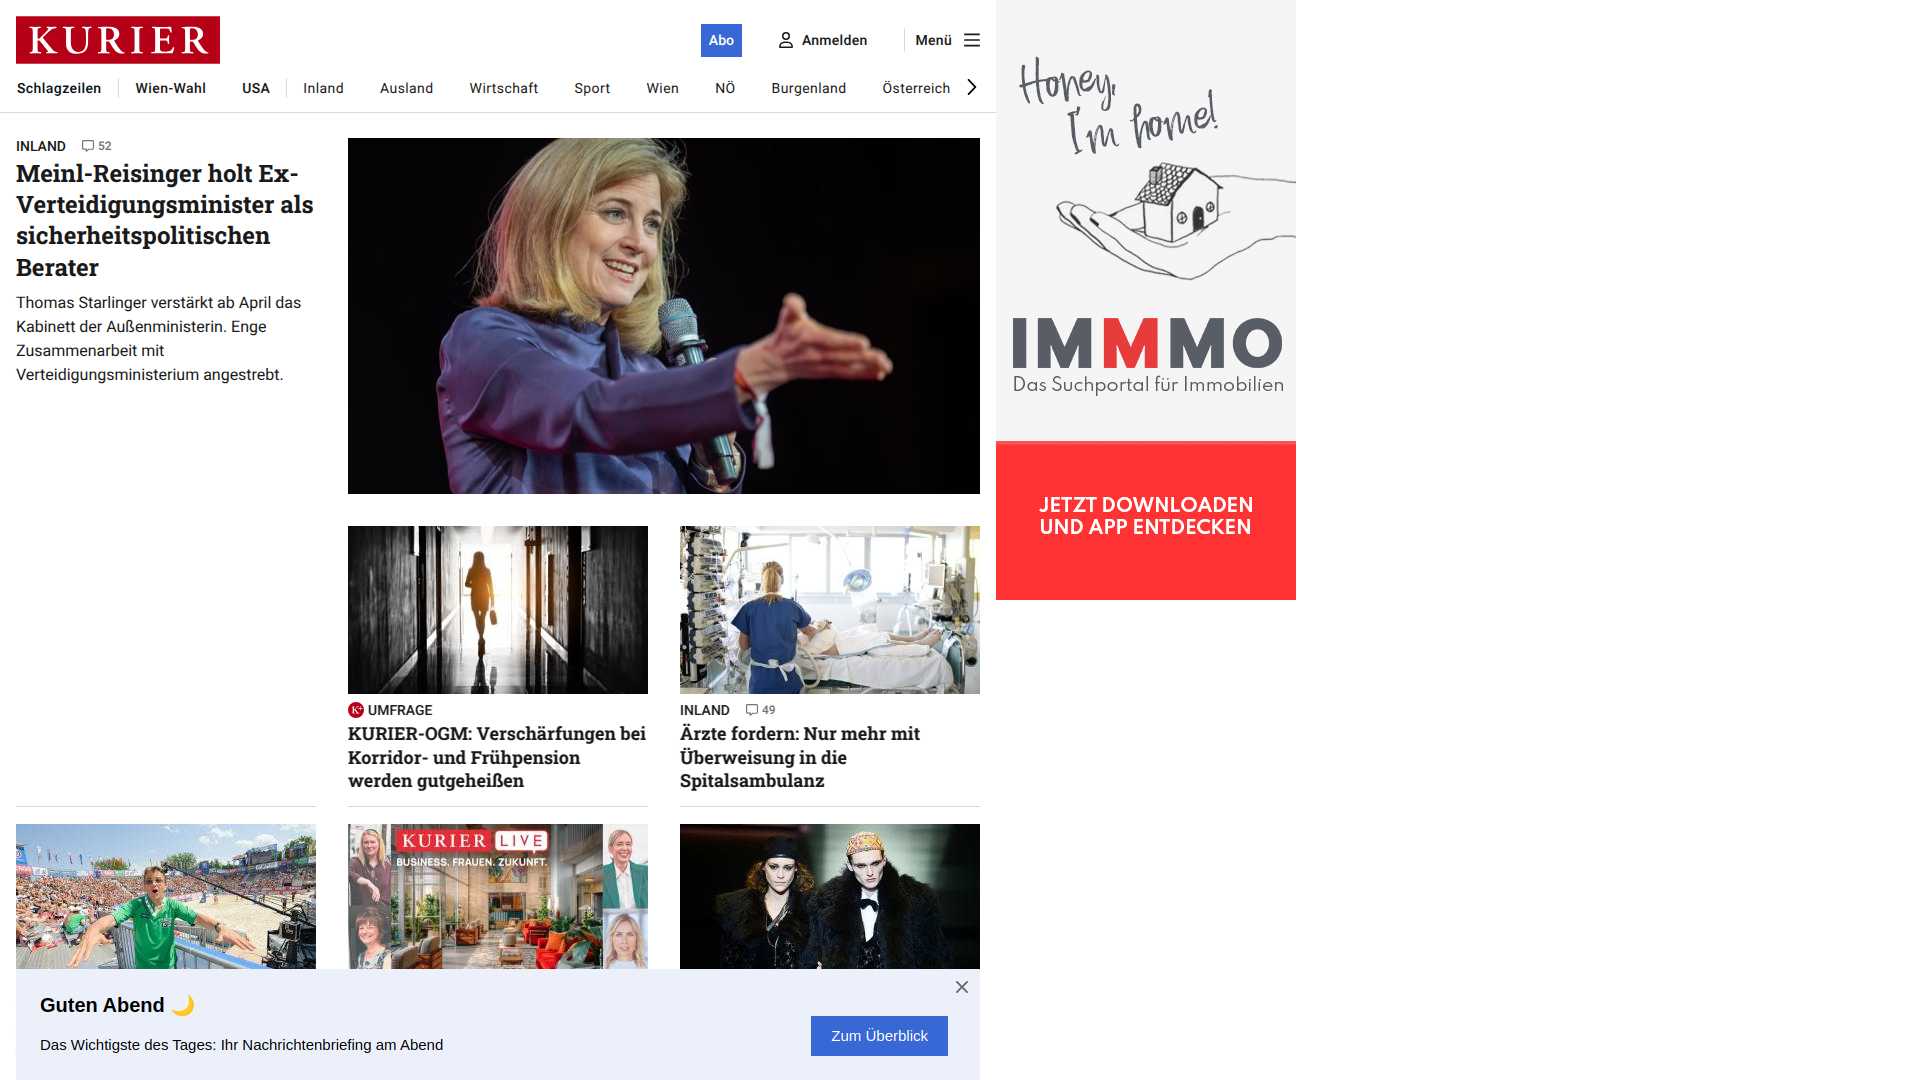 KURIER
Abo
Anmelden
Menü
Schlagzeilen
Wien-Wahl
USA
Inland
Ausland
Wirtschaft
Sport
Wien
NÖ
Burgenland
Österreich
INLAND 52
Meinl-Reisinger holt Ex-
Verteidigungsminister als
sicherheitspolitischen
Berater
Thomas Starlinger verstärkt ab April das
Kabinett der Außenministerin. Enge
Zusammenarbeit mit
Verteidigungsministerium angestrebt.
K+ UMFRAGE
KURIER-OGM: Verschärfungen bei
Korridor- und Frühpension
werden gutgeheißen
INLAND 49
Ärzte fordern: Nur mehr mit
Überweisung in die
Spitalsambulanz
KURIER LIVE
BUSINESS. FRAUEN. ZUKUNFT.
Guten Abend 🌙
Das Wichtigste des Tages: Ihr Nachrichtenbriefing am Abend
Zum Überblick
Honey,
I'm home!
IMMMO
Das Suchportal für Immobilien
JETZT DOWNLOADEN
UND APP ENTDECKEN